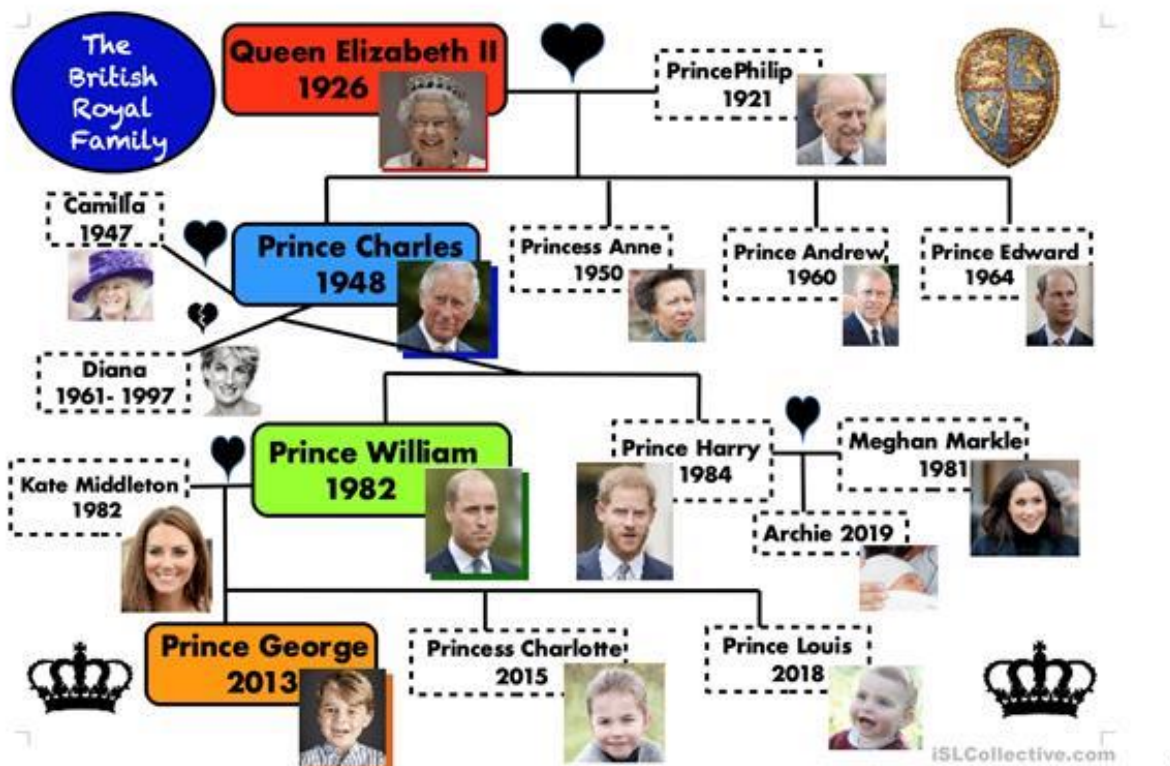 The
British
Royal
Family
Queen Elizabeth II
1926
PrincePhilip
1921
Camilla
1947
Prince Charles
1948
Princess Anne
1950
Prince Andrew
1960
Prince Edward
1964
Diana
1961- 1997
Prince William
1982
Prince Harry
1984
Meghan Markle
1981
Kate Middleton
1982
Archie 2019
Prince George
2013
Princess Charlotte
2015
Prince Louis
2018
iSLCollective.com